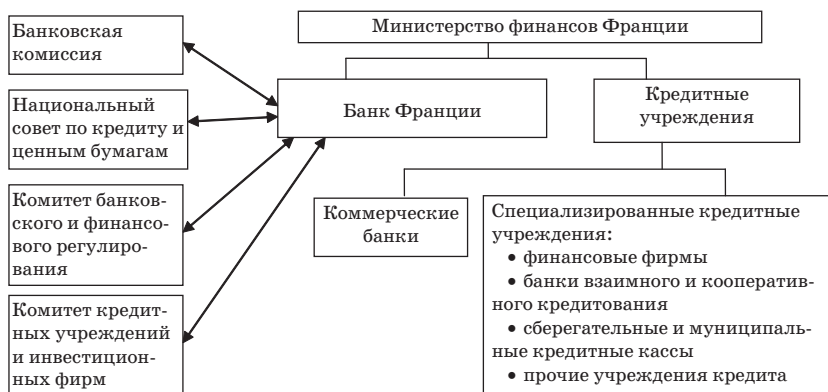 Министерство финансов Франции
Банковская
комиссия
Национальный
совет по кредиту и
ценным бумагам
Комитет банков-
ского и финансо-
вого регулиро-
вания
Комитет кредит-
ных учреждений
и инвестицион-
ных фирм
Банк Франции
Кредитные
учреждения
Коммерческие
банки
Специализированные кредитные
учреждения:
• финансовые фирмы
• банки взаимного и кооператив-
ного кредитования
• сберегательные и муниципаль-
ные кредитные кассы
• прочие учреждения кредита